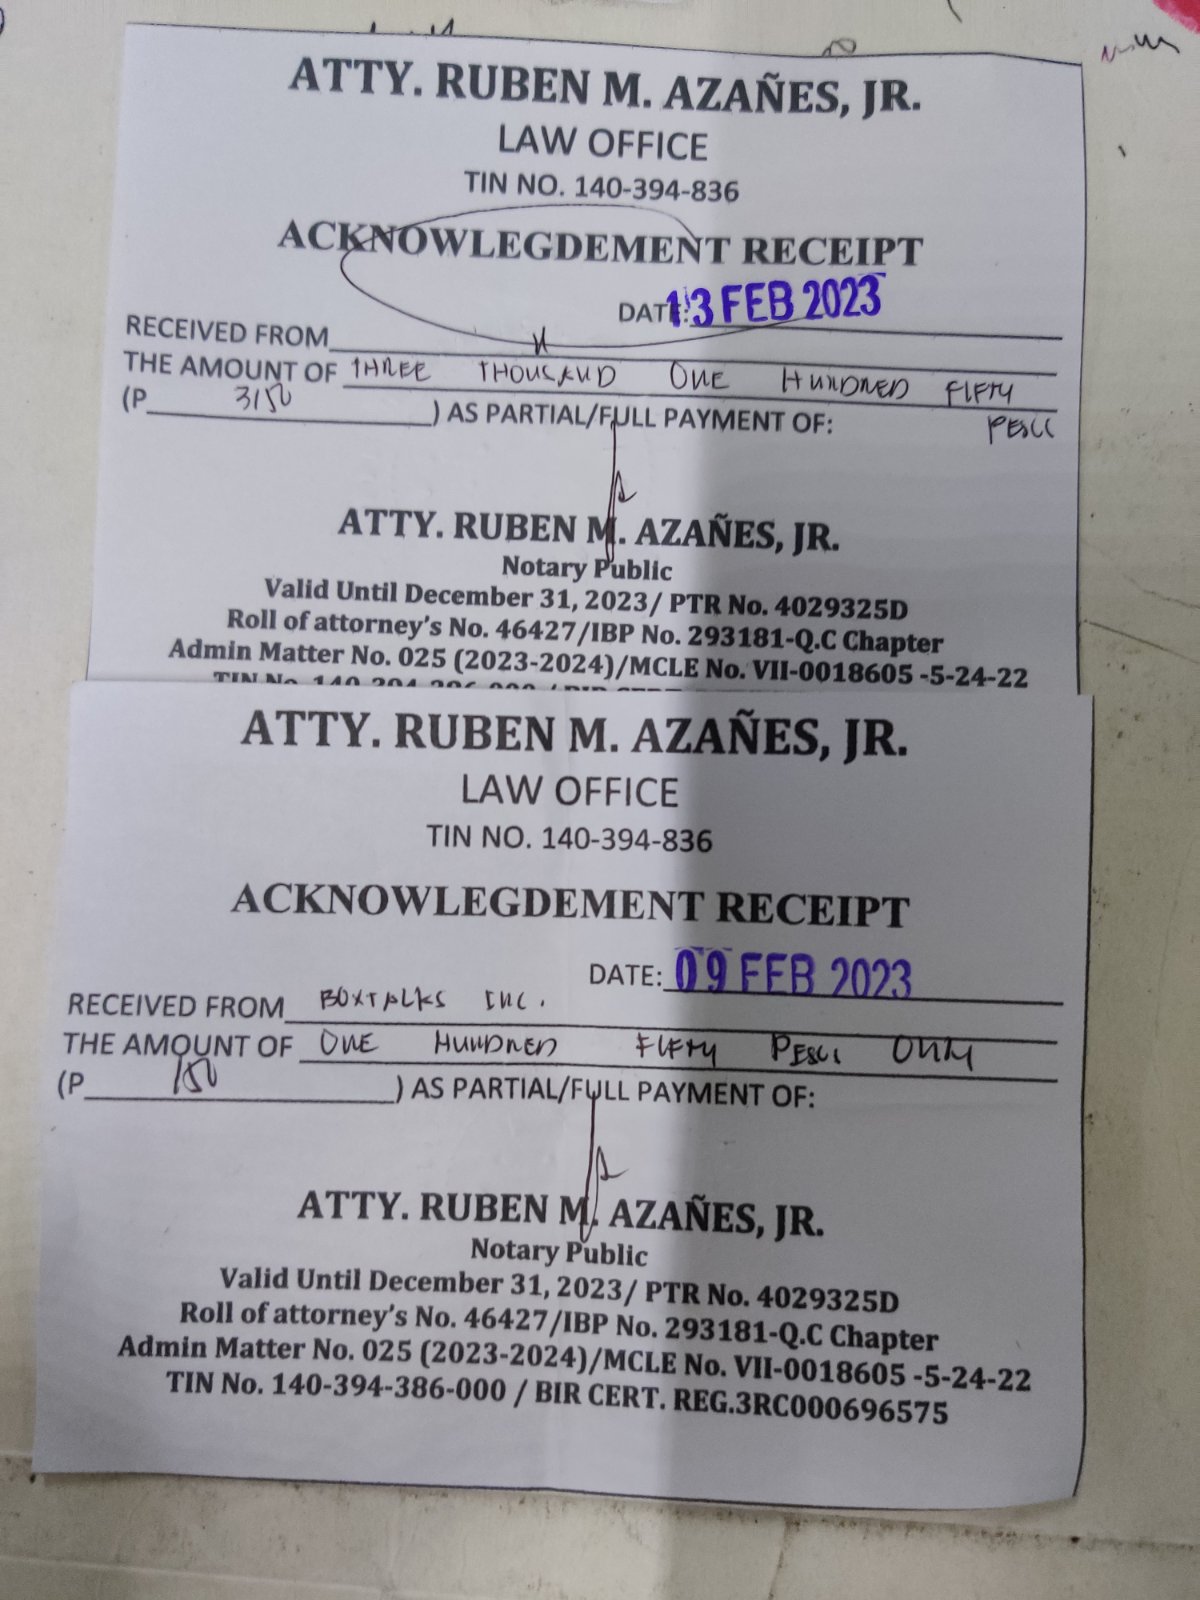 ATTY. RUBEN M. AZAÑES, JR.
LAW OFFICE
TIN NO. 140-394-836
ACKNOWLEGDEMENT RECEIPT
DATE: 13 FEB 2023
RECEIVED FROM
THE AMOUNT OF THREE THOUSAND ONE HUNDRED FIFTY
(P 3150 ) AS PARTIAL/FULL PAYMENT OF:
ATTY. RUBEN M. AZAÑES, JR.
Notary Public
Valid Until December 31, 2023/ PTR No. 4029325D
Roll of attorney's No. 46427/IBP No. 293181-Q.C Chapter
Admin Matter No. 025 (2023-2024)/MCLE No. VII-0018605 -5-24-22
ATTY. RUBEN M. AZAÑES, JR.
LAW OFFICE
TIN NO. 140-394-836
ACKNOWLEGDEMENT RECEIPT
DATE: 09 FEB 2023
RECEIVED FROM BOXTALKS INC.
THE AMOUNT OF ONE HUNDRED FIFTY PESO ONLY
(P 150 ) AS PARTIAL/FULL PAYMENT OF:
ATTY. RUBEN M. AZAÑES, JR.
Notary Public
Valid Until December 31, 2023/ PTR No. 4029325D
Roll of attorney's No. 46427/IBP No. 293181-Q.C Chapter
Admin Matter No. 025 (2023-2024)/MCLE No. VII-0018605 -5-24-22
TIN No. 140-394-386-000 / BIR CERT. REG.3RC000696575